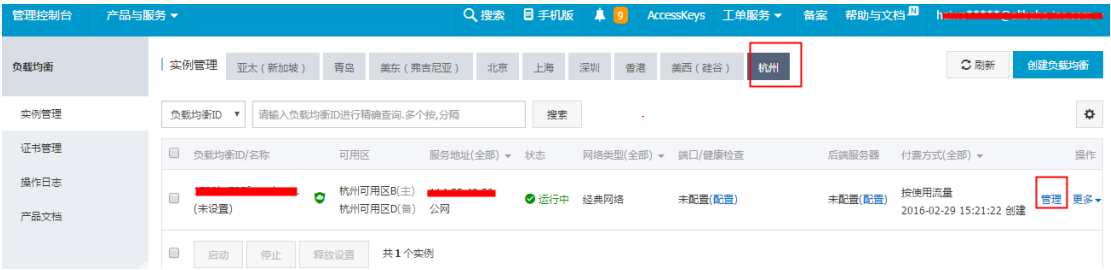 管理控制台 产品与服务 搜索 手机版 9 AccessKeys 工单服务 备案 帮助与文档 N
负载均衡 实例管理 亚太（新加坡） 青岛 美东（弗吉尼亚） 北京 上海 深圳 香港 美西（硅谷） 杭州 刷新 创建负载均衡
实例管理 负载均衡ID 请输入负载均衡ID进行精确查询,多个按,分隔 搜索
证书管理 负载均衡ID/名称 可用区 服务地址(全部) 状态 网络类型(全部) 端口/健康检查 后端服务器 付费方式(全部) 操作
操作日志
杭州可用区B(主) 运行中 经典网络 未配置(配置) 未配置(配置) 按使用流量 管理 更多
(未设置) 杭州可用区D(备) 公网 2016-02-29 15:21:22 创建
产品文档
启动 停止 释放设置 共1个实例